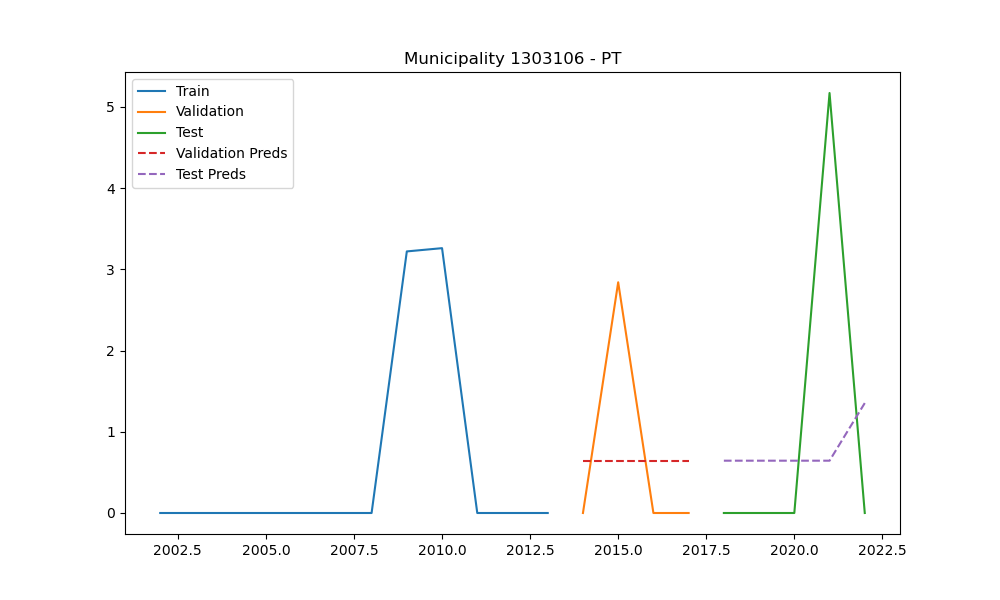 Municipality 1303106 - PT
Train
Validation
Test
Validation Preds
Test Preds
5
4
3
2
1
0
2002.5 2005.0 2007.5 2010.0 2012.5 2015.0 2017.5 2020.0 2022.5